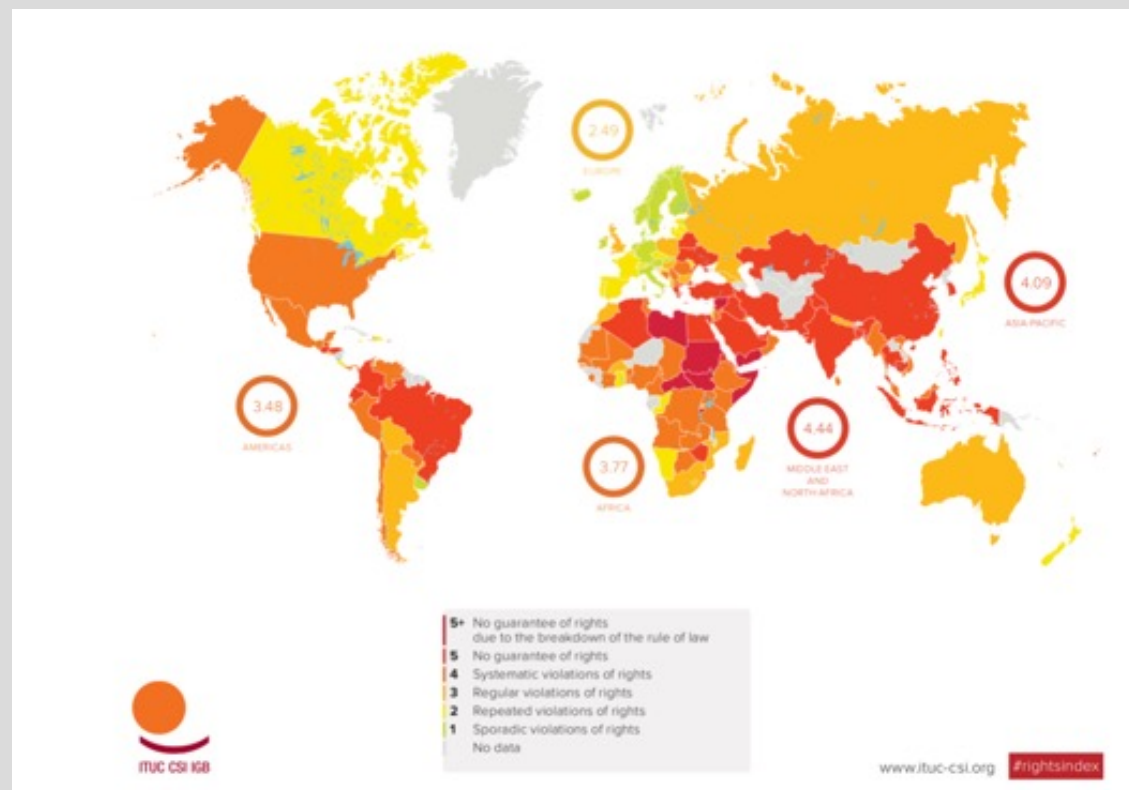 2.49
EUROPE
4.09
ASIA-PACIFIC
3.48
AMERICAS
4.44
MIDDLE EAST
AND
NORTH AFRICA
3.77
AFRICA
5+ No guarantee of rights
due to the breakdown of the rule of law
5 No guarantee of rights
4 Systematic violations of rights
3 Regular violations of rights
2 Repeated violations of rights
1 Sporadic violations of rights
No data
ITUC CSI IGB
www.ituc-csi.org #rightsindex